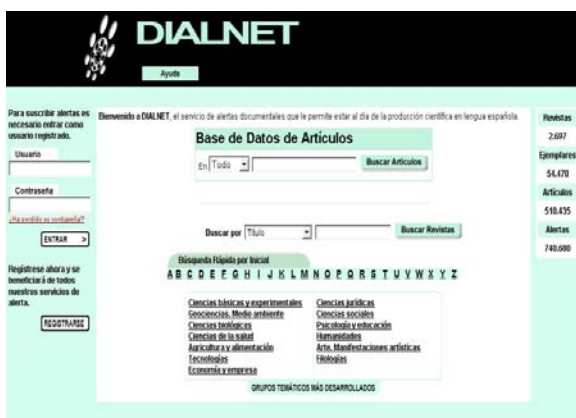 DIALNET
Ayuda
Para suscribir alertas es
necesario entrar como
usuario registrado.
Usuario
Contraseña
¿Ha perdido su contraseña?
ENTRAR >
Regístrese ahora y se
beneficiará de todos
nuestros servicios de
alerta.
REGISTRARSE
Bienvenido a DIALNET, el servicio de alertas documentales que le permite estar al día de la producción científica en lengua española.
Base de Datos de Artículos
En Todo Buscar Artículos
Buscar por Título Buscar Revistas
Búsqueda Rápida por Inicial
A B C D E F G H I J K L M N O P Q R S T U V W X Y Z
Ciencias básicas y experimentales
Geociencias. Medio ambiente
Ciencias biológicas
Ciencias de la salud
Agricultura y alimentación
Tecnologías
Economía y empresa
Ciencias jurídicas
Ciencias sociales
Psicología y educación
Humanidades
Arte. Manifestaciones artísticas
Filologías
GRUPOS TEMÁTICOS MÁS DESARROLLADOS
Revistas
2.697
Ejemplares
54.470
Artículos
510.435
Alertas
740.680